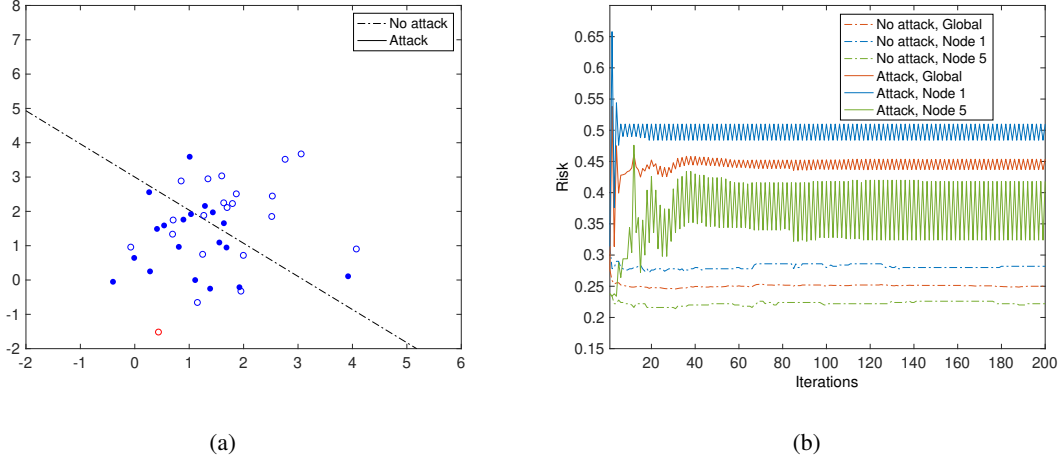 No attack
Attack
8
7
6
5
4
3
2
1
0
-1
-2
-2 -1 0 1 2 3 4 5 6
(a)
No attack, Global
No attack, Node 1
No attack, Node 5
Attack, Global
Attack, Node 1
Attack, Node 5
Risk
0.65
0.6
0.55
0.5
0.45
0.4
0.35
0.3
0.25
0.2
0.15
20 40 60 80 100 120 140 160 180 200
Iterations
(b)